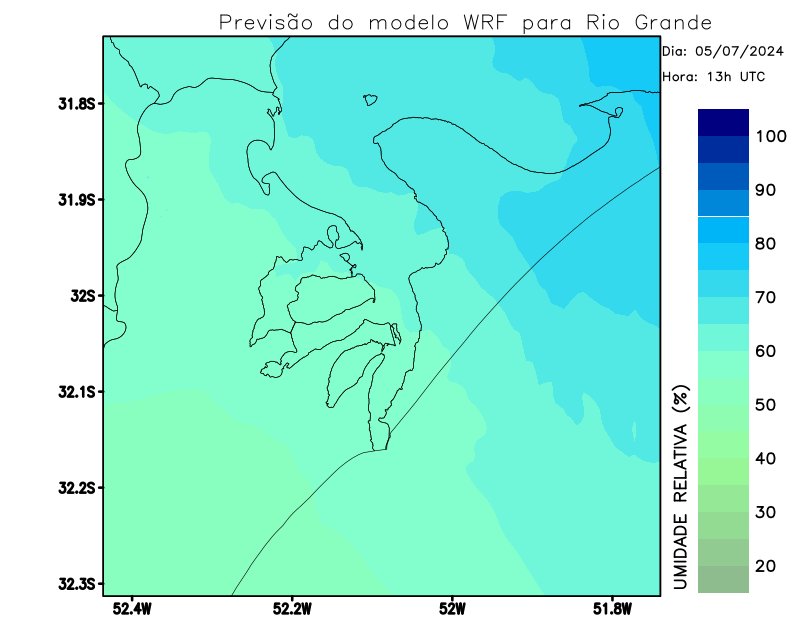 Previsão do modelo WRF para Rio Grande
Dia: 05/07/2024
Hora: 13h UTC
31.8S
31.9S
32S
32.1S
32.2S
32.3S
52.4W
52.2W
52W
51.8W
100
90
80
70
60
50
40
30
20
UMIDADE RELATIVA (%)